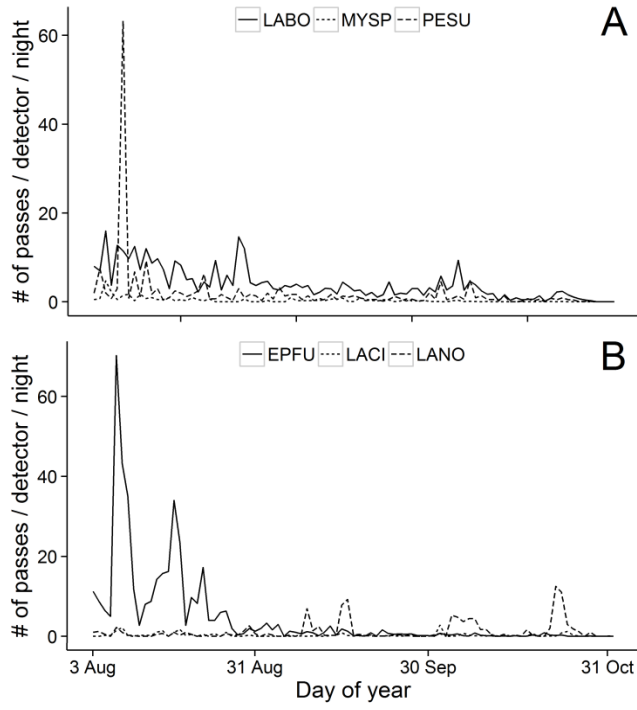 LABO MYSP PESU
A
# of passes / detector / night
60
40
20
0
EPFU LACI LANO
B
# of passes / detector / night
60
40
20
0
3 Aug 31 Aug 30 Sep 31 Oct
Day of year